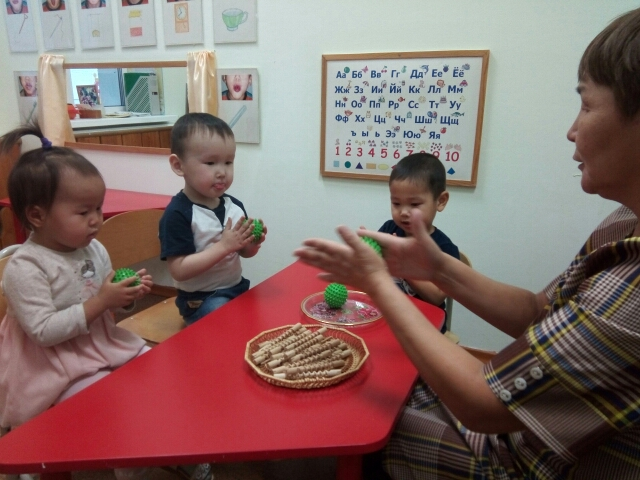 Аа Бб Вв Гг Дд Ее Ёё
Жж Зз Ии Йй Кк Лл Мм
Нн Оо Пп Рр Сс Тт Уу
Фф Хх Цц Чч Шш Щщ
ъ ы ь Ээ Юю Яя
1 2 3 4 5 6 7 8 9 10